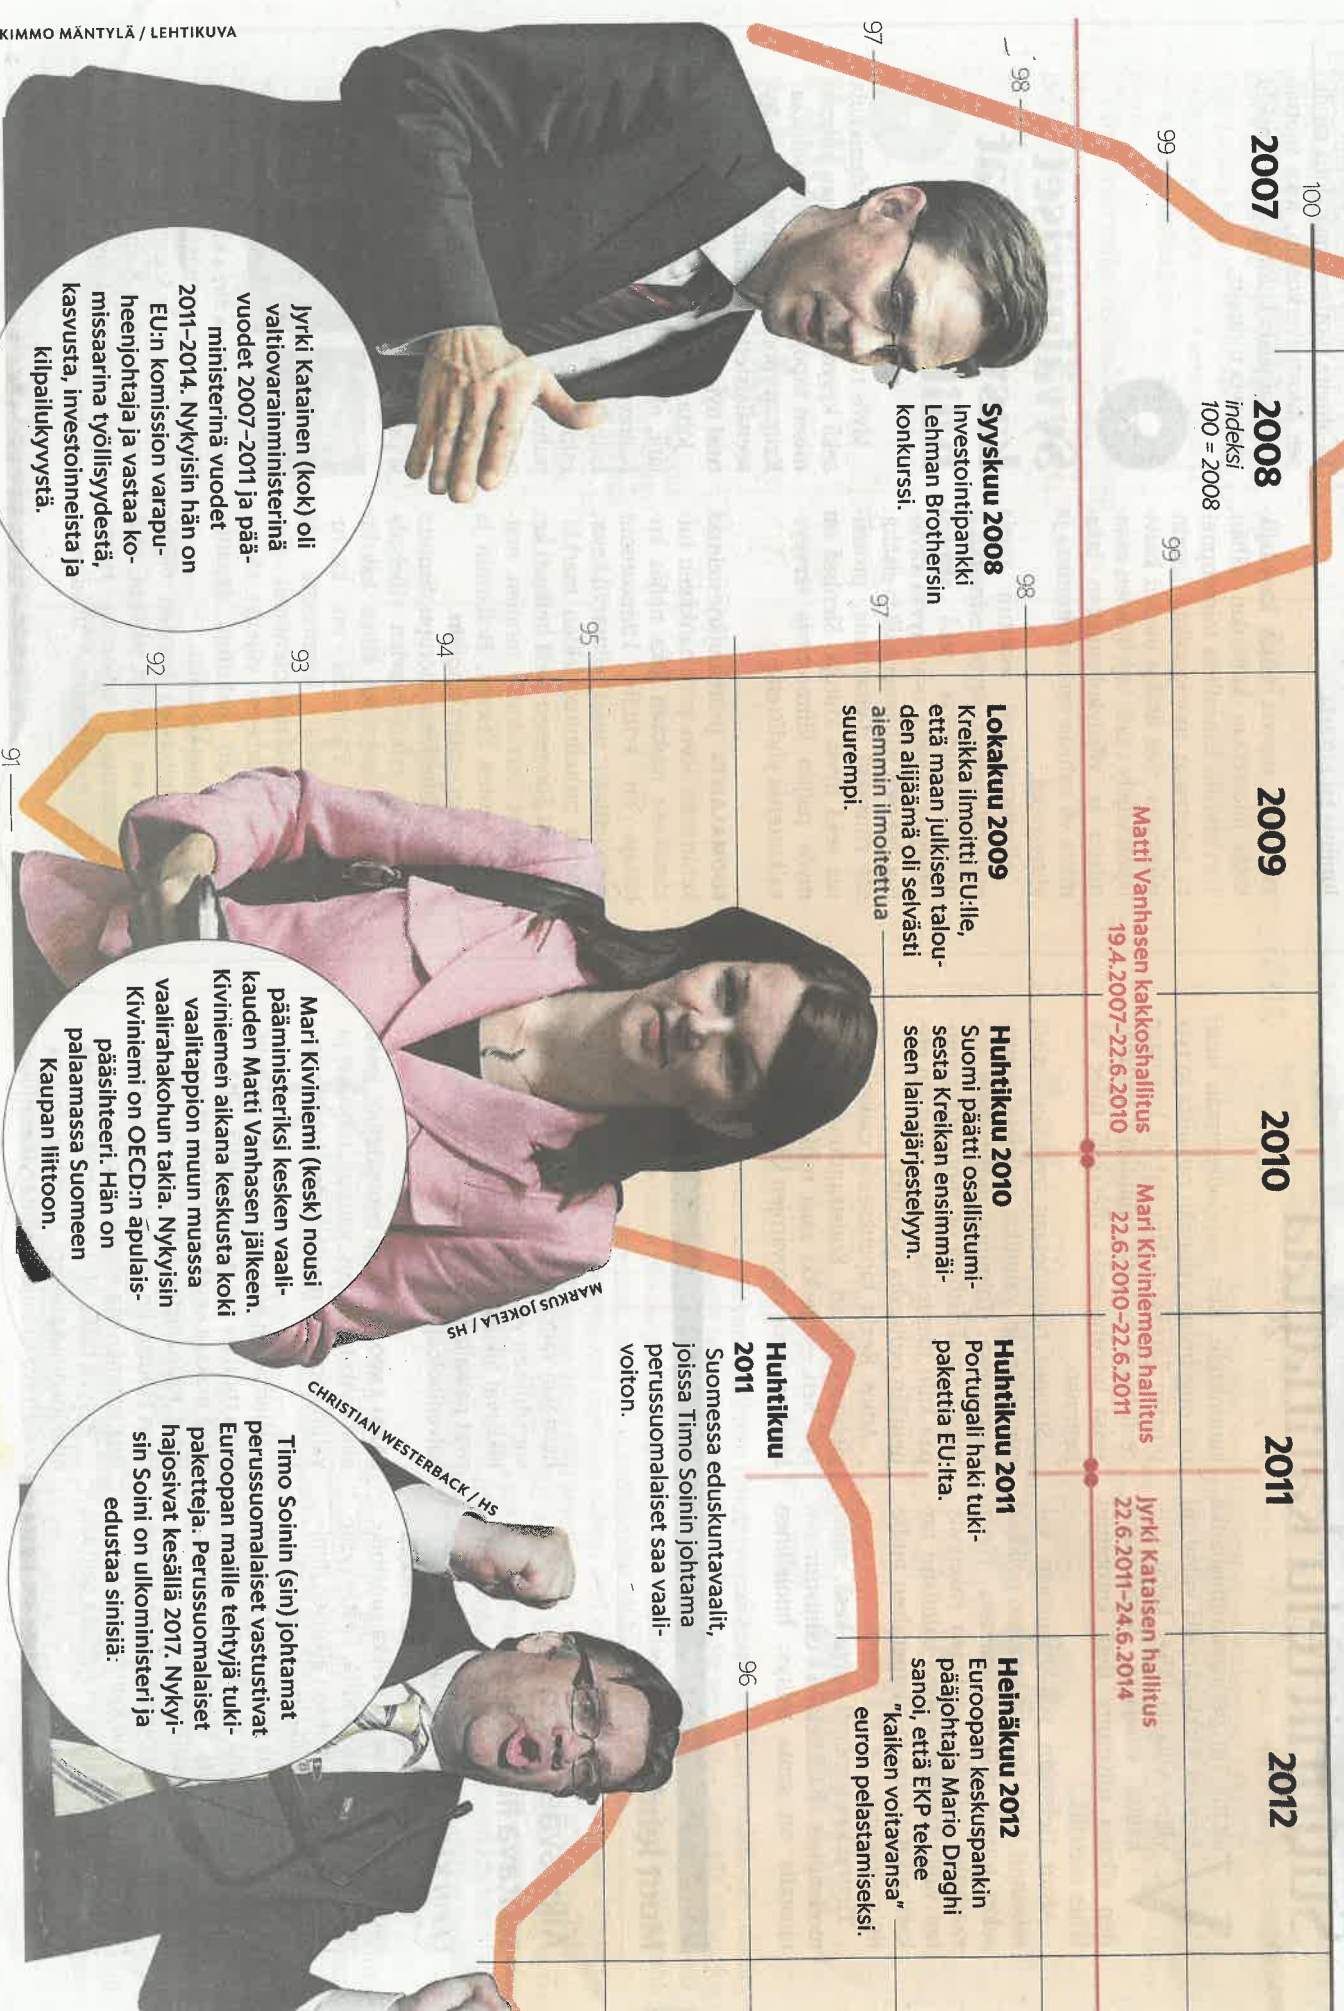 KIMMO MÄNTYLÄ / LEHTIKUVA
2007
2008
indeksi
100 = 2008
2009
2010
2011
2012
100
99
98
97
99
98
97
95
94
93
92
91
96
Matti Vanhasen kakkoshallitus
19.4.2007–22.6.2010
Mari Kiviniemen hallitus
22.6.2010–22.6.2011
Jyrki Kataisen hallitus
22.6.2011–24.6.2014
Syyskuu 2008
Investointipankki
Lehman Brothersin
konkurssi.
Lokakuu 2009
Kreikka ilmoitti EU:lle,
että maan julkisen talou-
den alijäämä oli selvästi
aiemmin ilmoitettua
suurempi.
Huhtikuu 2010
Suomi päätti osallistumi-
sesta Kreikan ensimmäi-
seen lainajärjestelyyn.
Huhtikuu 2011
Portugali haki tuki-
pakettia EU:lta.
Huhtikuu
2011
Suomessa eduskuntavaalit,
joissa Timo Soinin johtama
perussuomalaiset saa vaali-
voiton.
Heinäkuu 2012
Euroopan keskuspankin
pääjohtaja Mario Draghi
sanoi, että EKP tekee
"kaiken voitavansa"
euron pelastamiseksi.
Jyrki Katainen (kok) oli
valtiovarainministerinä
vuodet 2007–2011 ja pää-
ministerinä vuodet
2011–2014. Nykyisin hän on
EU:n komission varapu-
heenjohtaja ja vastaa ko-
missaarina työllisyydestä,
kasvusta, investoinneista ja
kilpailukyvystä.
Mari Kiviniemi (kesk) nousi
pääministeriksi kesken vaali-
kauden Matti Vanhasen jälkeen.
Kiviniemen aikana keskusta koki
vaalitappion muun muassa
vaalirahakohun takia. Nykyisin
Kiviniemi on OECD:n apulais-
pääsihteeri. Hän on
palaamassa Suomeen
Kaupan liittoon.
MARKUS JOKELA / HS
CHRISTIAN WESTERBACK / HS
Timo Soinin (sin) johtamat
perussuomalaiset vastustivat
Euroopan maille tehtyjä tuki-
paketteja. Perussuomalaiset
hajosivat kesällä 2017. Nykyi-
sin Soini on ulkoministeri ja
edustaa sinisiä.